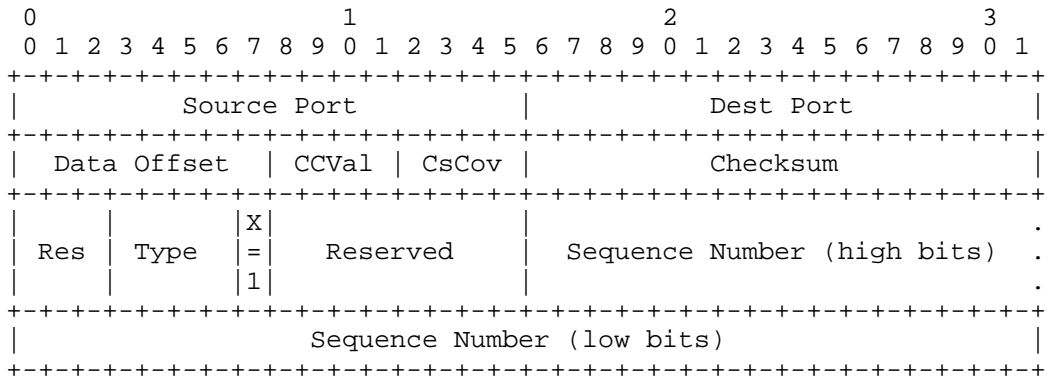 0                   1                   2                   3
 0 1 2 3 4 5 6 7 8 9 0 1 2 3 4 5 6 7 8 9 0 1 2 3 4 5 6 7 8 9 0 1
+-+-+-+-+-+-+-+-+-+-+-+-+-+-+-+-+-+-+-+-+-+-+-+-+-+-+-+-+-+-+-+-+
|          Source Port          |           Dest Port           |
+-+-+-+-+-+-+-+-+-+-+-+-+-+-+-+-+-+-+-+-+-+-+-+-+-+-+-+-+-+-+-+-+
|  Data Offset  | CCVal | CsCov |           Checksum            |
+-+-+-+-+-+-+-+-+-+-+-+-+-+-+-+-+-+-+-+-+-+-+-+-+-+-+-+-+-+-+-+-+
|     |       |X|               |                               .
| Res | Type  |=|   Reserved    |  Sequence Number (high bits)  .
|     |       |1|               |                               .
+-+-+-+-+-+-+-+-+-+-+-+-+-+-+-+-+-+-+-+-+-+-+-+-+-+-+-+-+-+-+-+-+
|                  Sequence Number (low bits)                   |
+-+-+-+-+-+-+-+-+-+-+-+-+-+-+-+-+-+-+-+-+-+-+-+-+-+-+-+-+-+-+-+-+